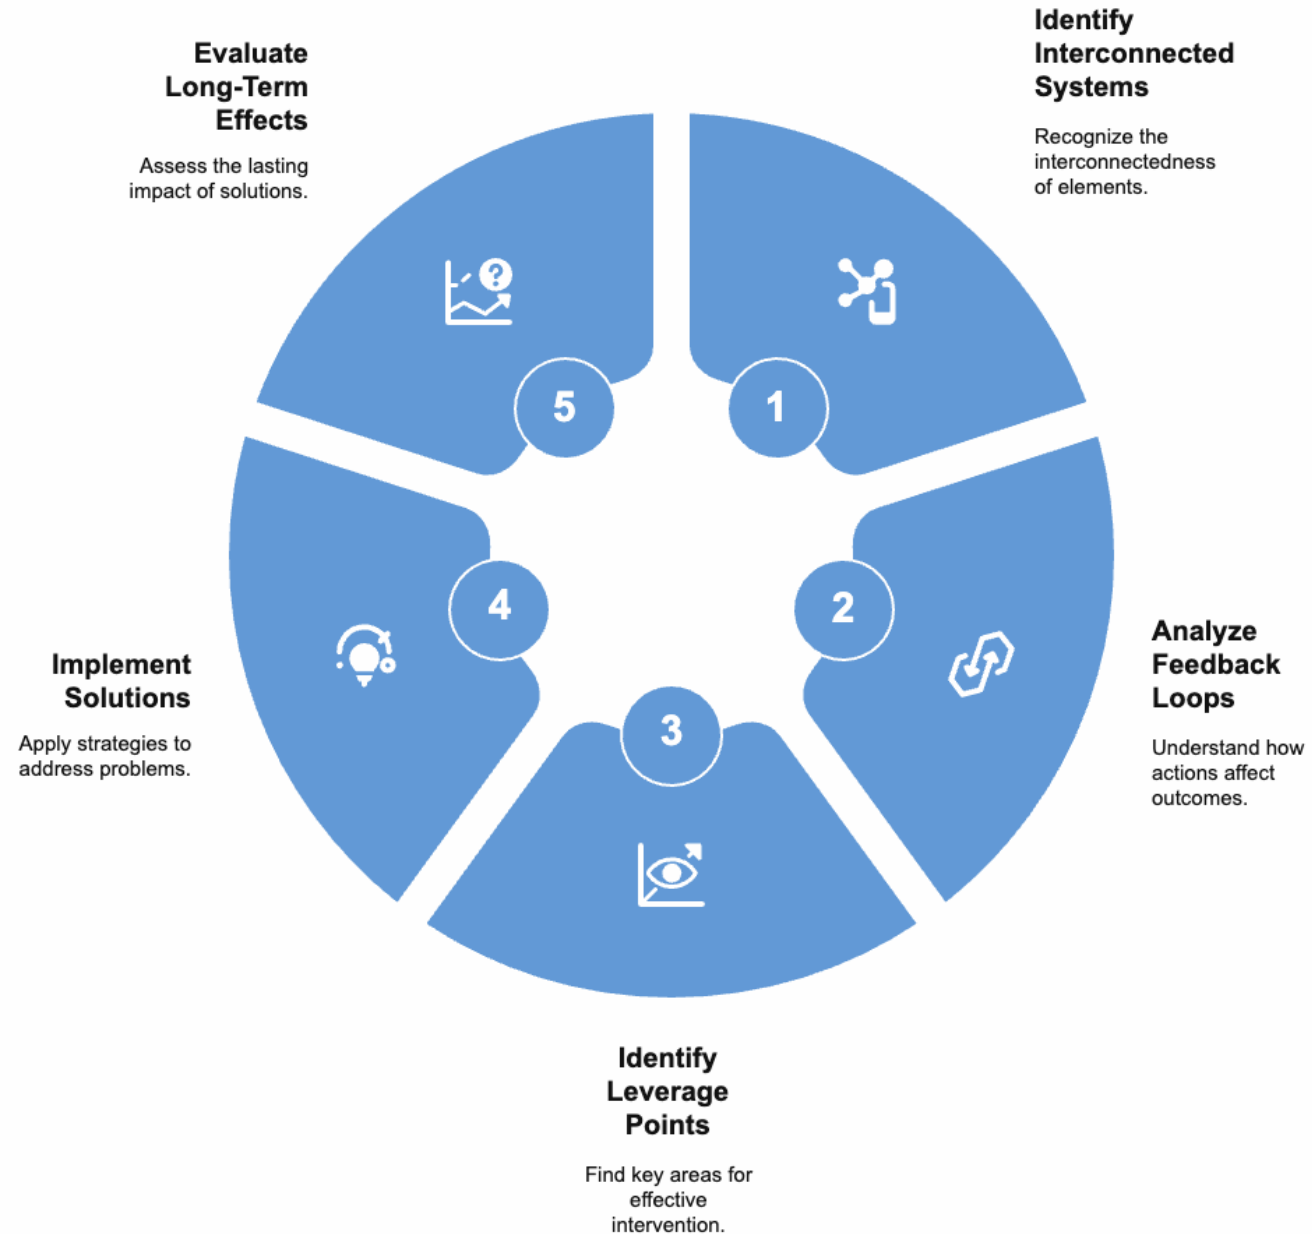 Identify
Interconnected
Systems
Recognize the
interconnectedness
of elements.
1
Analyze
Feedback
Loops
Understand how
actions affect
outcomes.
2
Identify
Leverage
Points
Find key areas for
effective
intervention.
3
Implement
Solutions
Apply strategies to
address problems.
4
Evaluate
Long-Term
Effects
Assess the lasting
impact of solutions.
5
?